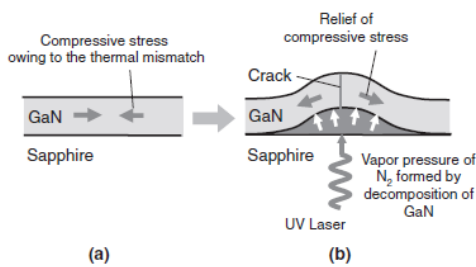 Compressive stress
owing to the thermal mismatch
GaN
Sapphire
(a)
Relief of
compressive stress
Crack
GaN
Sapphire
Vapor pressure of
N2 formed by
decomposition of
GaN
UV Laser
(b)